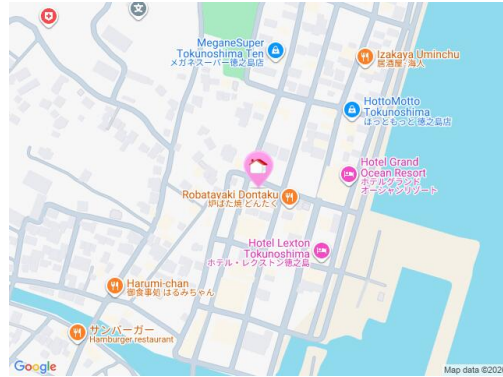 MeganeSuper
Tokunoshima Ten
メガネスーパー徳之島店
Izakaya Uminchu
居酒屋 海人
HottoMotto
Tokunoshima
ほっともっと 徳之島店
Hotel Grand
Ocean Resort
ホテルグランド
オーシャンリゾート
Robatayaki Dontaku
炉ばた焼 どんたく
Hotel Lexton
Tokunoshima
ホテル・レクストン徳之島
Harumi-chan
御食事処 はるみちゃん
サンバーガー
Hamburger restaurant
Google
Map data ©202